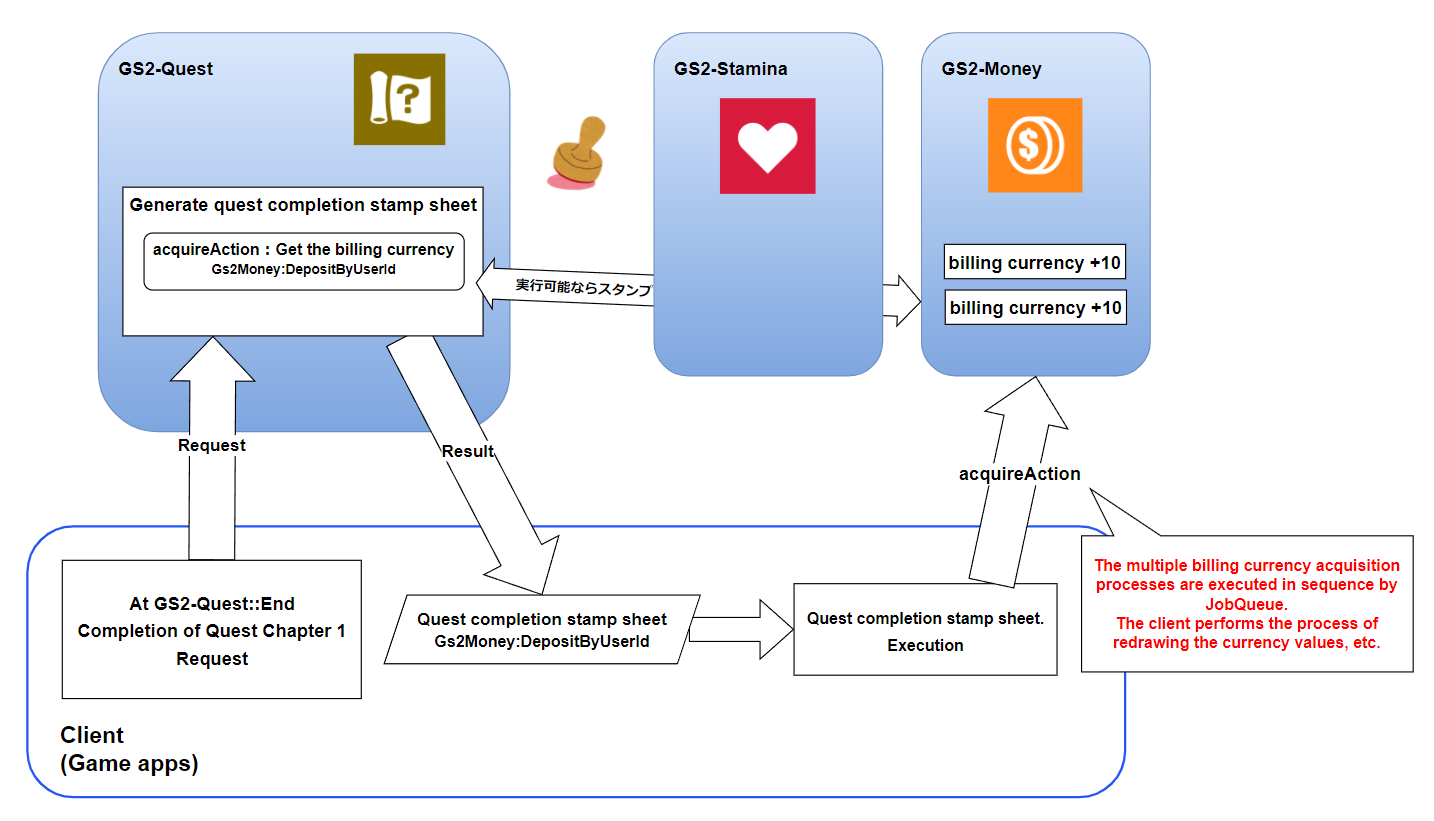 GS2-Quest
GS2-Stamina
GS2-Money
Generate quest completion stamp sheet
acquireAction : Get the billing currency
Gs2Money:DepositByUserId
実行可能ならスタンプ
billing currency +10
billing currency +10
Request
Result
acquireAction
At GS2-Quest::End
Completion of Quest Chapter 1
Request
Quest completion stamp sheet
Gs2Money:DepositByUserId
Quest completion stamp sheet.
Execution
The multiple billing currency acquisition
processes are executed in sequence by
JobQueue.
The client performs the process of
redrawing the currency values, etc.
Client
(Game apps)